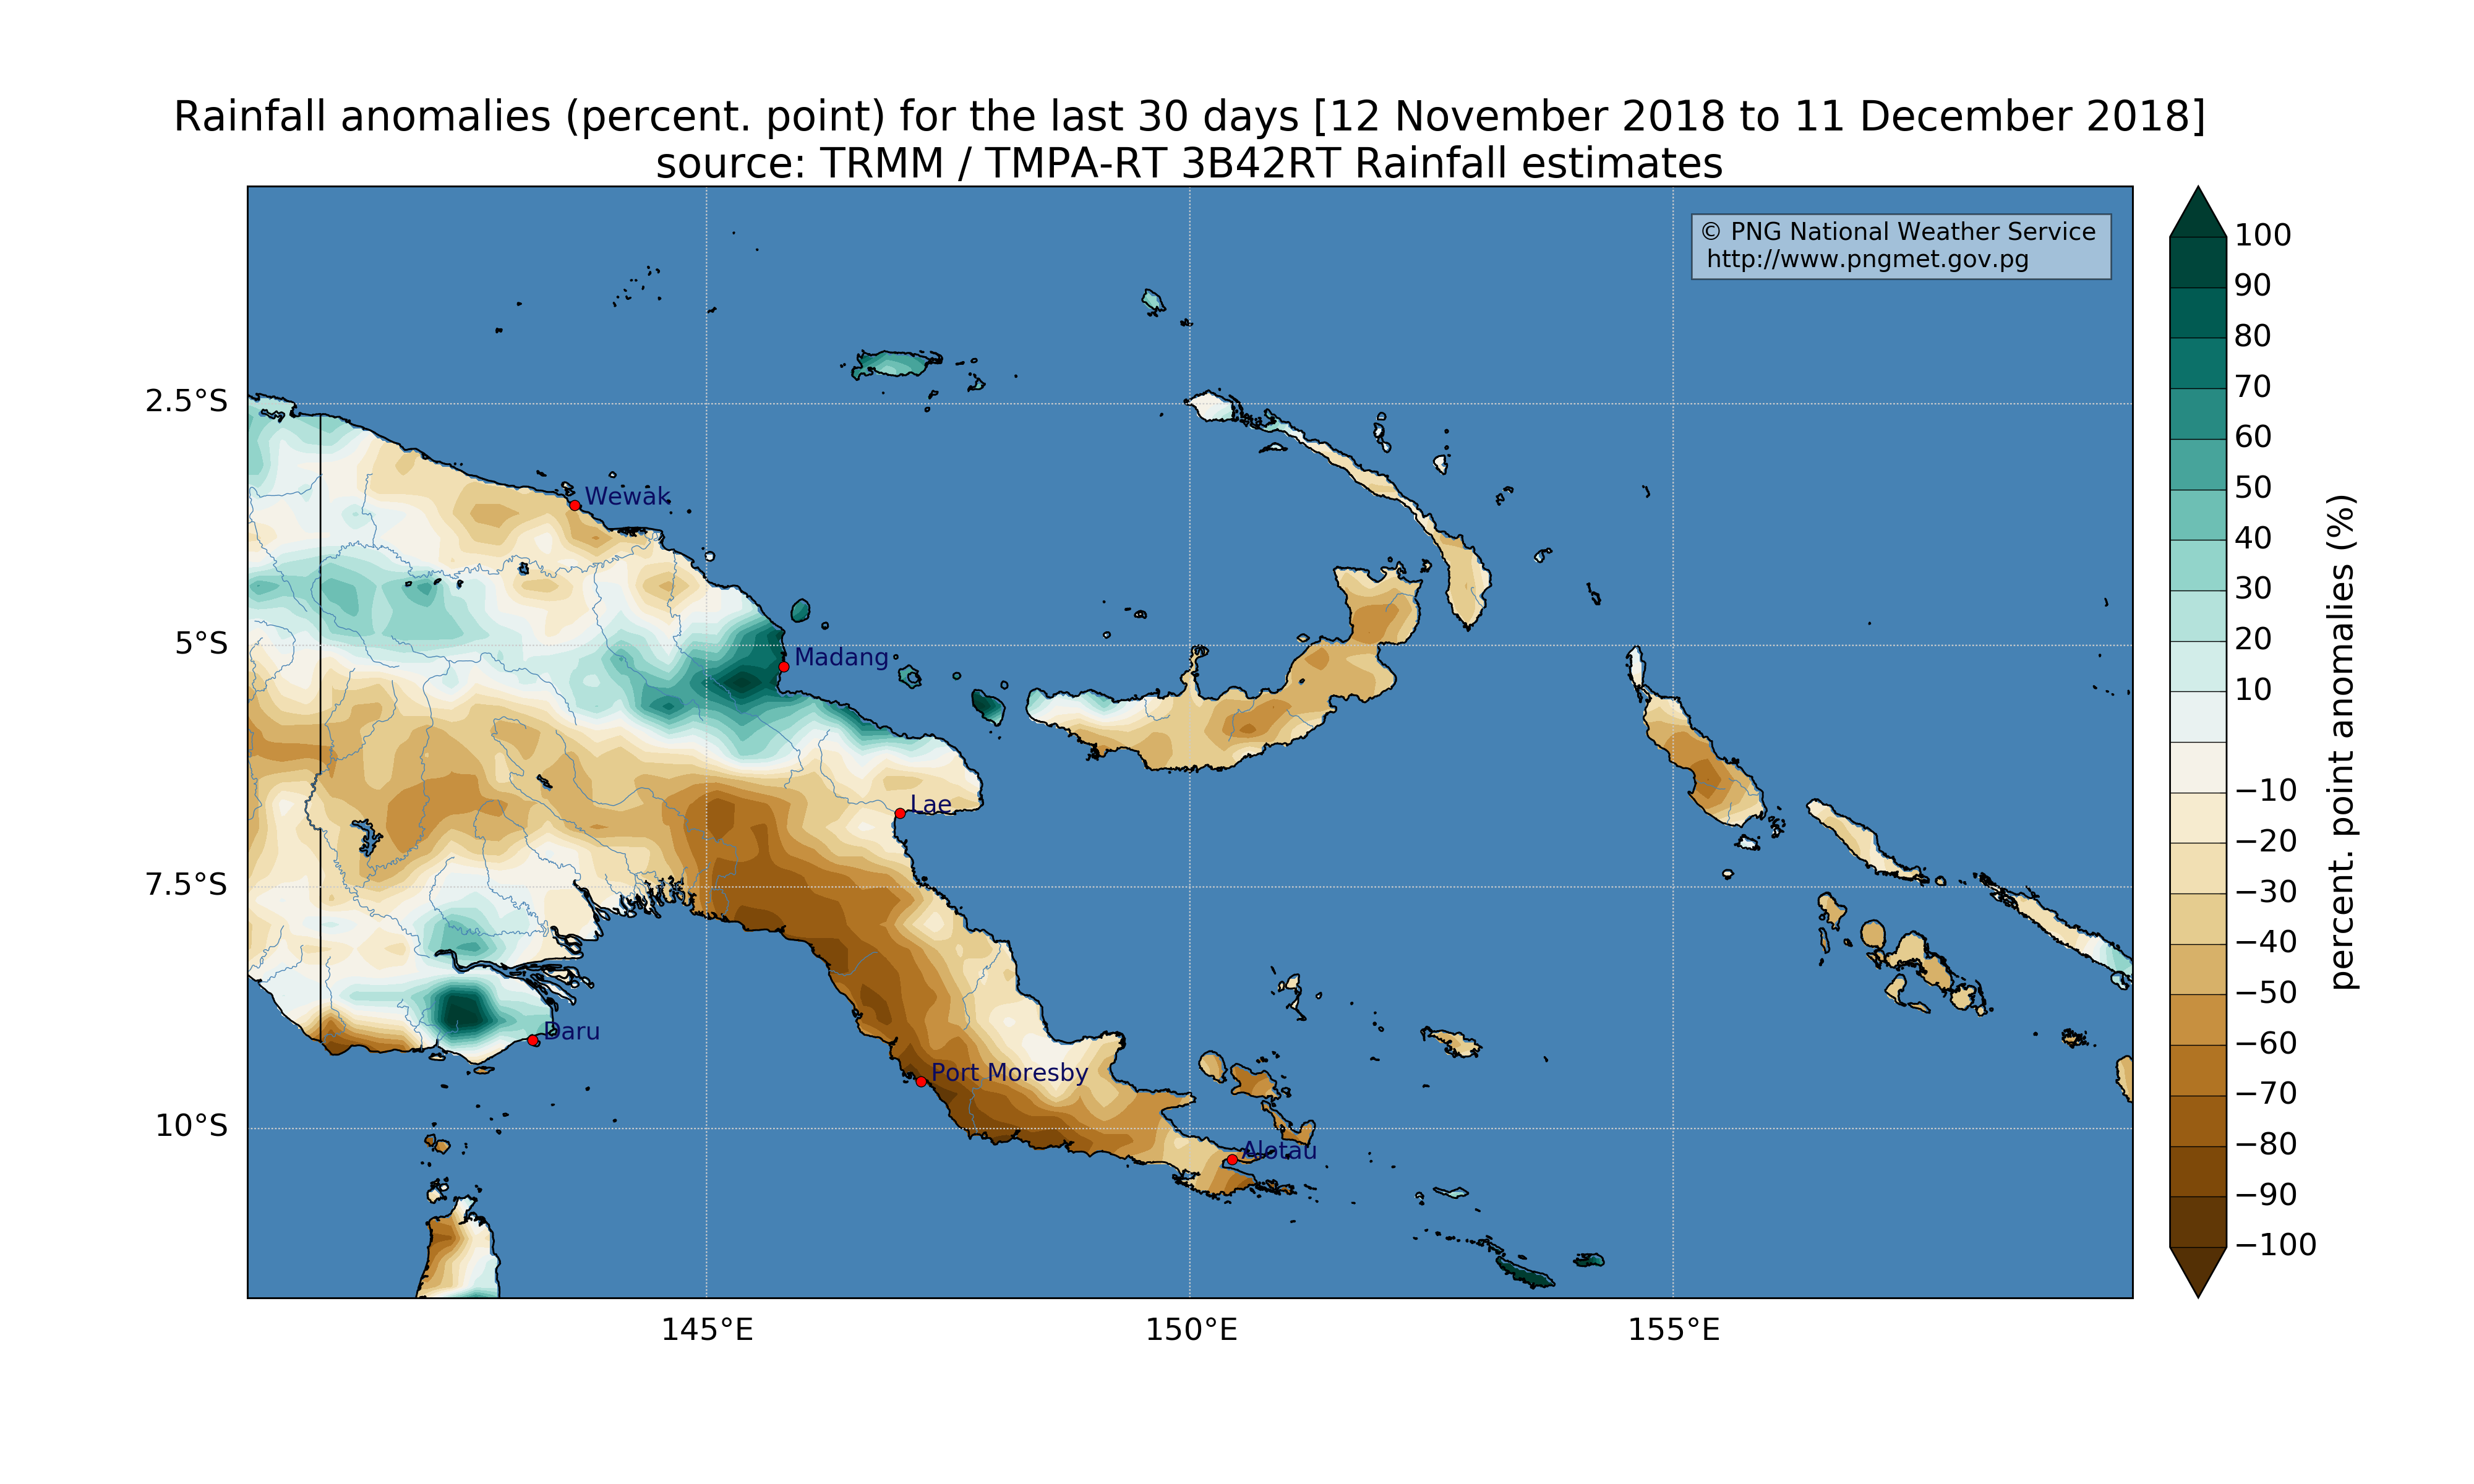 Rainfall anomalies (percent. point) for the last 30 days [12 November 2018 to 11 December 2018]
source: TRMM / TMPA-RT 3B42RT Rainfall estimates
© PNG National Weather Service
http://www.pngmet.gov.pg
2.5°S
5°S
7.5°S
10°S
Wewak
Madang
Lae
Daru
Port Moresby
Alotau
145°E
150°E
155°E
100
90
80
70
60
50
40
30
20
10
−10
−20
−30
−40
−50
−60
−70
−80
−90
−100
percent. point anomalies (%)